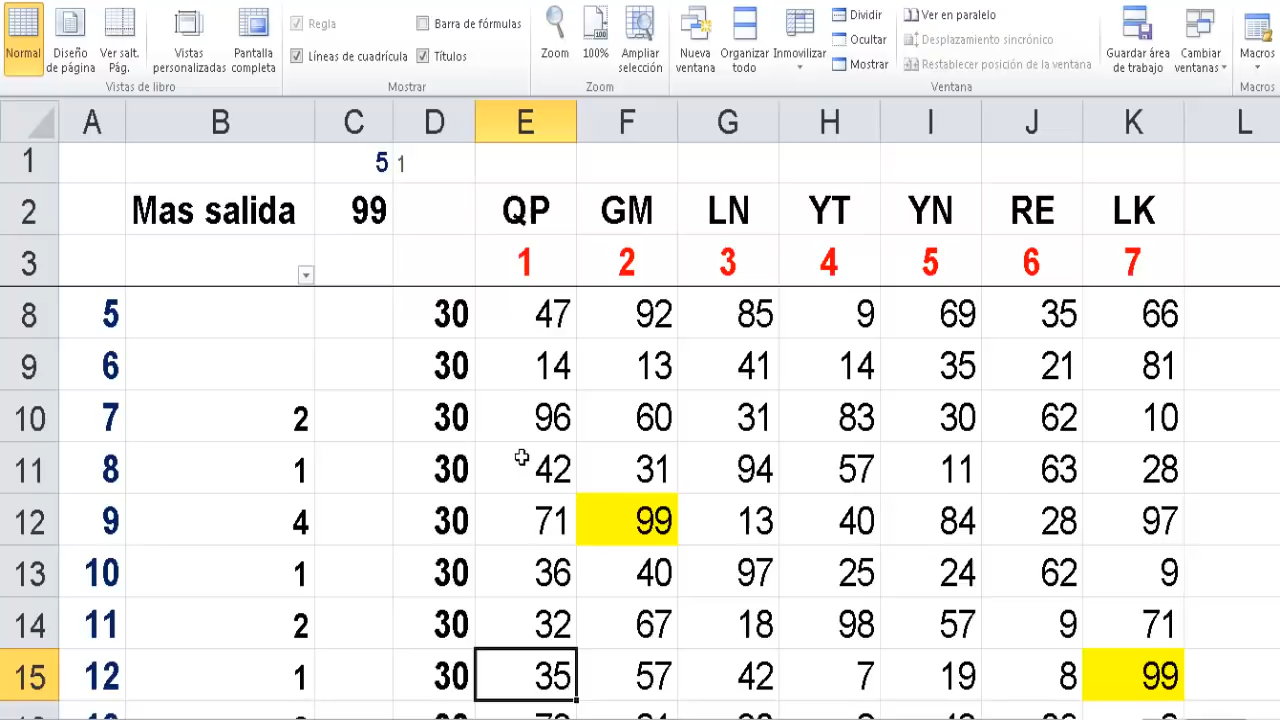 Normal
Diseño de página
Ver salt. Pág.
Vistas personalizadas
Pantalla completa
Vistas de libro
Regla
Barra de fórmulas
Líneas de cuadrícula
Títulos
Mostrar
Zoom
100%
Ampliar selección
Zoom
Nueva ventana
Organizar todo
Inmovilizar
Dividir
Ocultar
Mostrar
Ver en paralelo
Desplazamiento sincrónico
Restablecer posición de la ventana
Ventana
Guardar área de trabajo
Cambiar ventanas
Macros
Macros
A B C D E F G H I J K L
1 5 1
2 Mas salida 99 QP GM LN YT YN RE LK
3 1 2 3 4 5 6 7
8 5 30 47 92 85 9 69 35 66
9 6 30 14 13 41 14 35 21 81
10 7 2 30 96 60 31 83 30 62 10
11 8 1 30 42 31 94 57 11 63 28
12 9 4 30 71 99 13 40 84 28 97
13 10 1 30 36 40 97 25 24 62 9
14 11 2 30 32 67 18 98 57 9 71
15 12 1 30 35 57 42 7 19 8 99